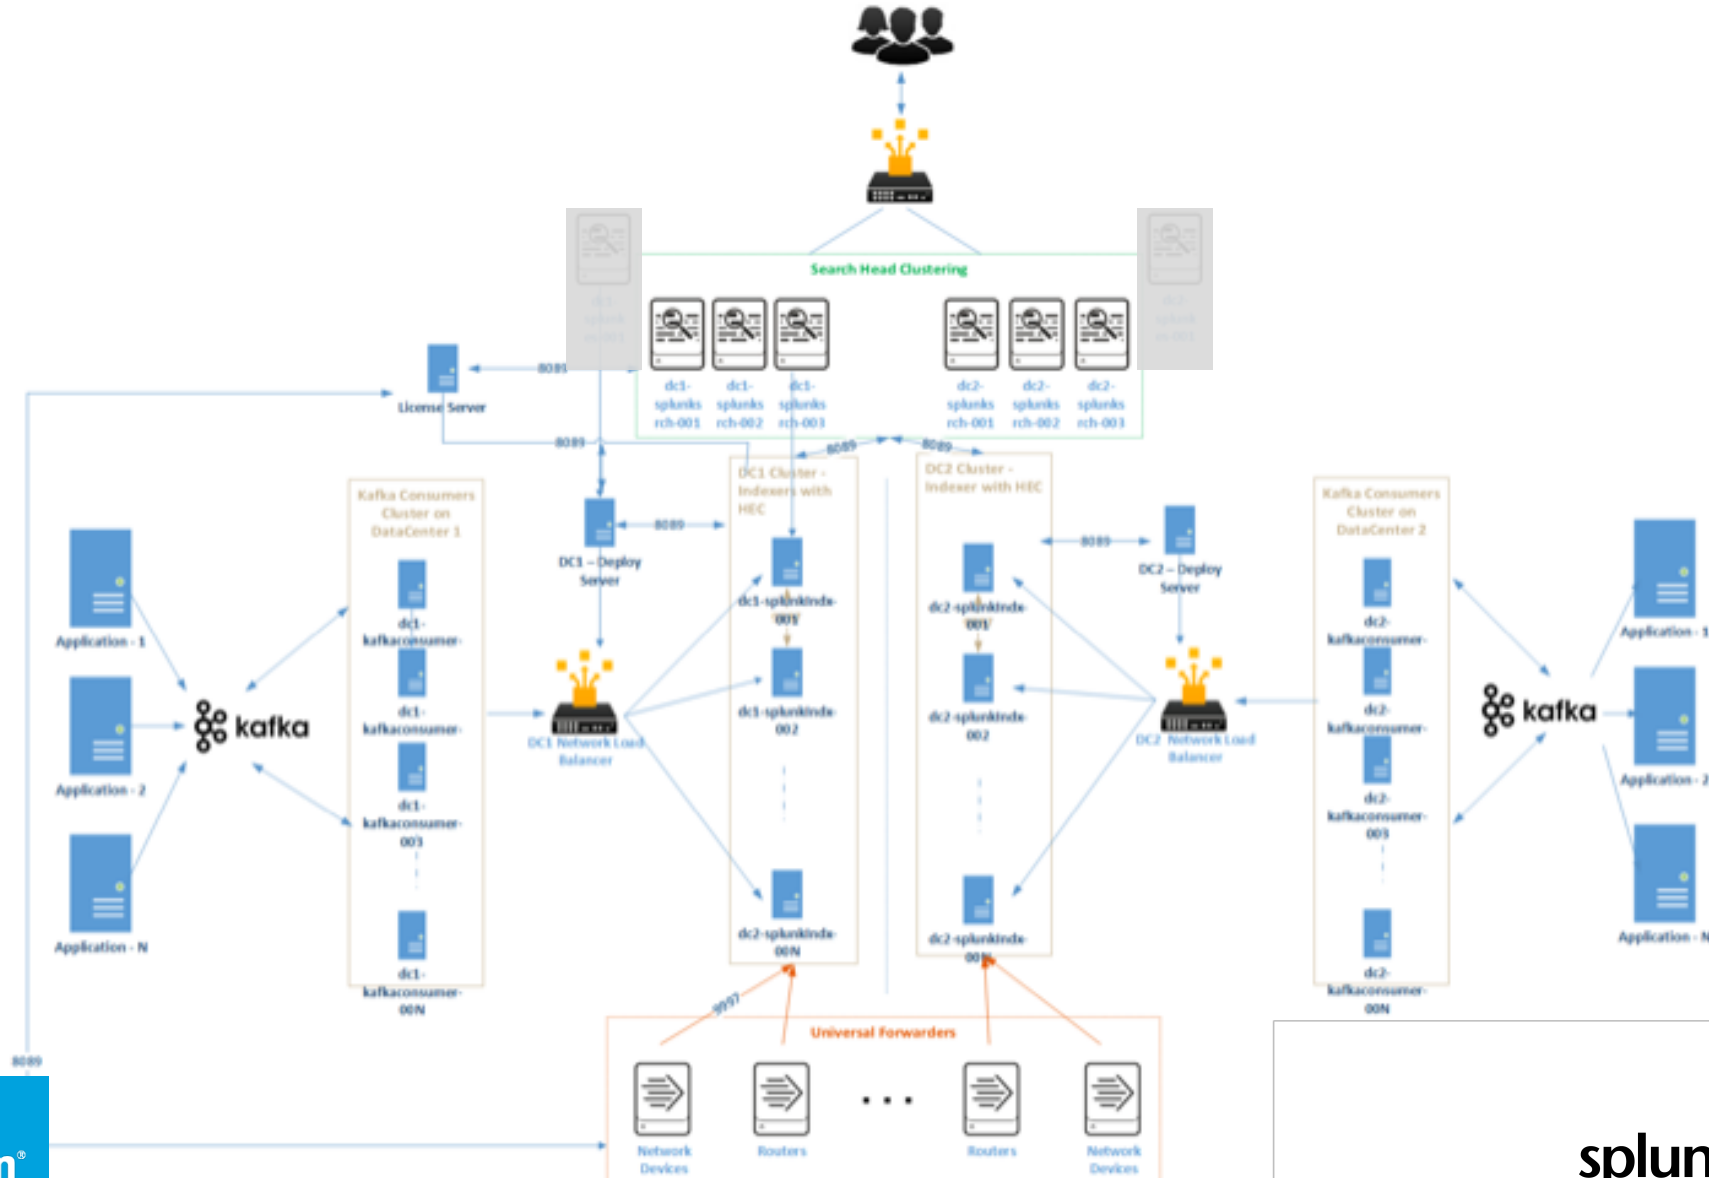 Search Head Clustering
dc1-
splunks
rch-001
dc1-
splunks
rch-002
dc1-
splunks
rch-003
dc2-
splunks
rch-001
dc2-
splunks
rch-002
dc2-
splunks
rch-003
8089
License Server
8089
8089
8089
DC1 Cluster -
Indexers with
HEC
DC2 Cluster -
Indexer with HEC
Kafka Consumers
Cluster on
DataCenter 1
Kafka Consumers
Cluster on
DataCenter 2
8089
8089
DC1 – Deploy
Server
DC2 – Deploy
Server
dc1-splunkIndx-
001
dc2-splunkIndx-
001
dc1-
kafkaconsumer-
dc2-
kafkaconsumer-
Application - 1
Application - 1
kafka
kafka
dc1-
kafkaconsumer-
dc2-
kafkaconsumer-
dc1-splunkIndx-
002
dc2-splunkIndx-
002
DC1 Network Load
Balancer
DC2 Network Load
Balancer
Application - 2
Application - 2
dc1-
kafkaconsumer-
003
dc2-
kafkaconsumer-
003
dc2-splunkIndx-
00N
dc2-splunkIndx-
00N
Application - N
Application - N
dc1-
kafkaconsumer-
00N
dc2-
kafkaconsumer-
00N
9997
Universal Forwarders
8089
Network
Devices
Routers
Routers
Network
Devices
n®
splun